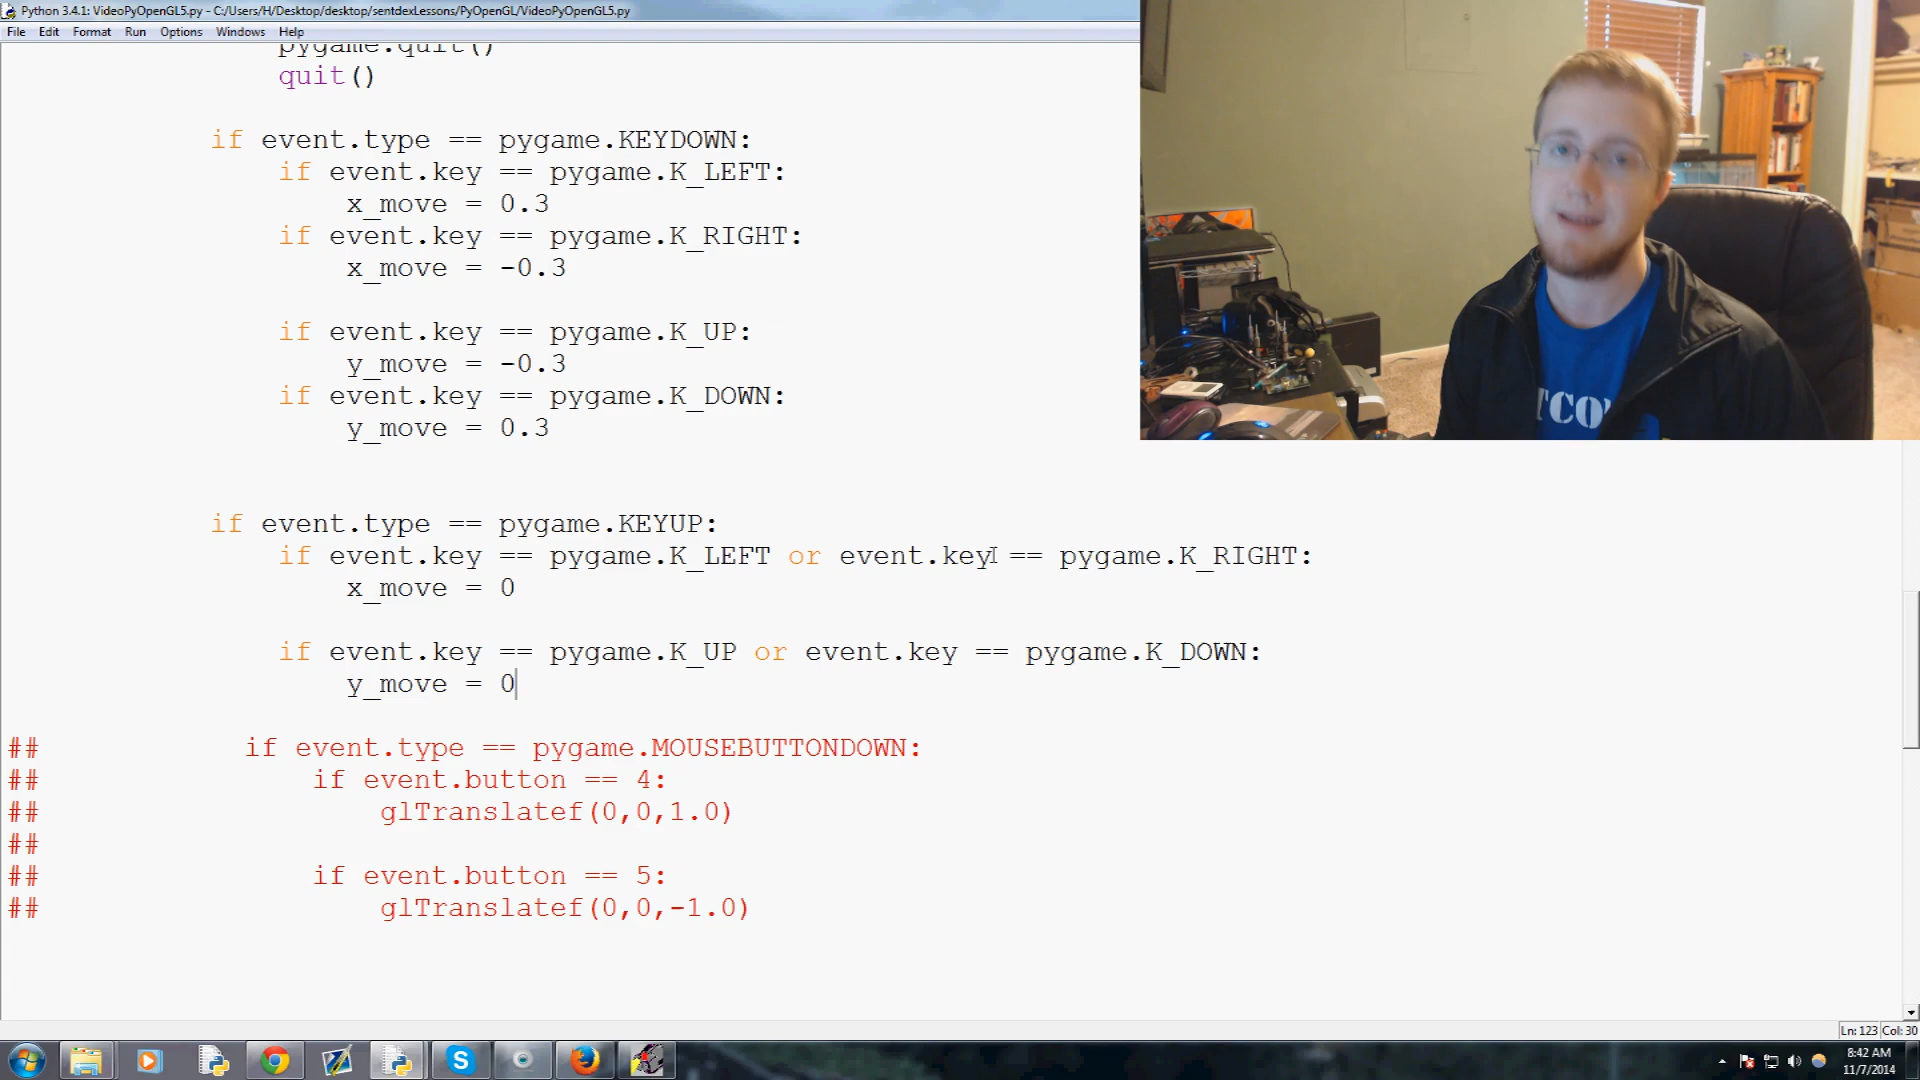 Python 3.4.1: VideoPyOpenGL5.py - C:/Users/H/Desktop/desktop/sentdexLessons/PyOpenGL/VideoPyOpenGL5.py
File Edit Format Run Options Windows Help
pygame.quit()
quit()
if event.type == pygame.KEYDOWN:
if event.key == pygame.K_LEFT:
x_move = 0.3
if event.key == pygame.K_RIGHT:
x_move = -0.3
if event.key == pygame.K_UP:
y_move = -0.3
if event.key == pygame.K_DOWN:
y_move = 0.3
if event.type == pygame.KEYUP:
if event.key == pygame.K_LEFT or event.key == pygame.K_RIGHT:
x_move = 0
if event.key == pygame.K_UP or event.key == pygame.K_DOWN:
y_move = 0
## if event.type == pygame.MOUSEBUTTONDOWN:
## if event.button == 4:
## glTranslatef(0,0,1.0)
##
## if event.button == 5:
## glTranslatef(0,0,-1.0)
Ln: 123 Col: 30
8:42 AM
11/7/2014